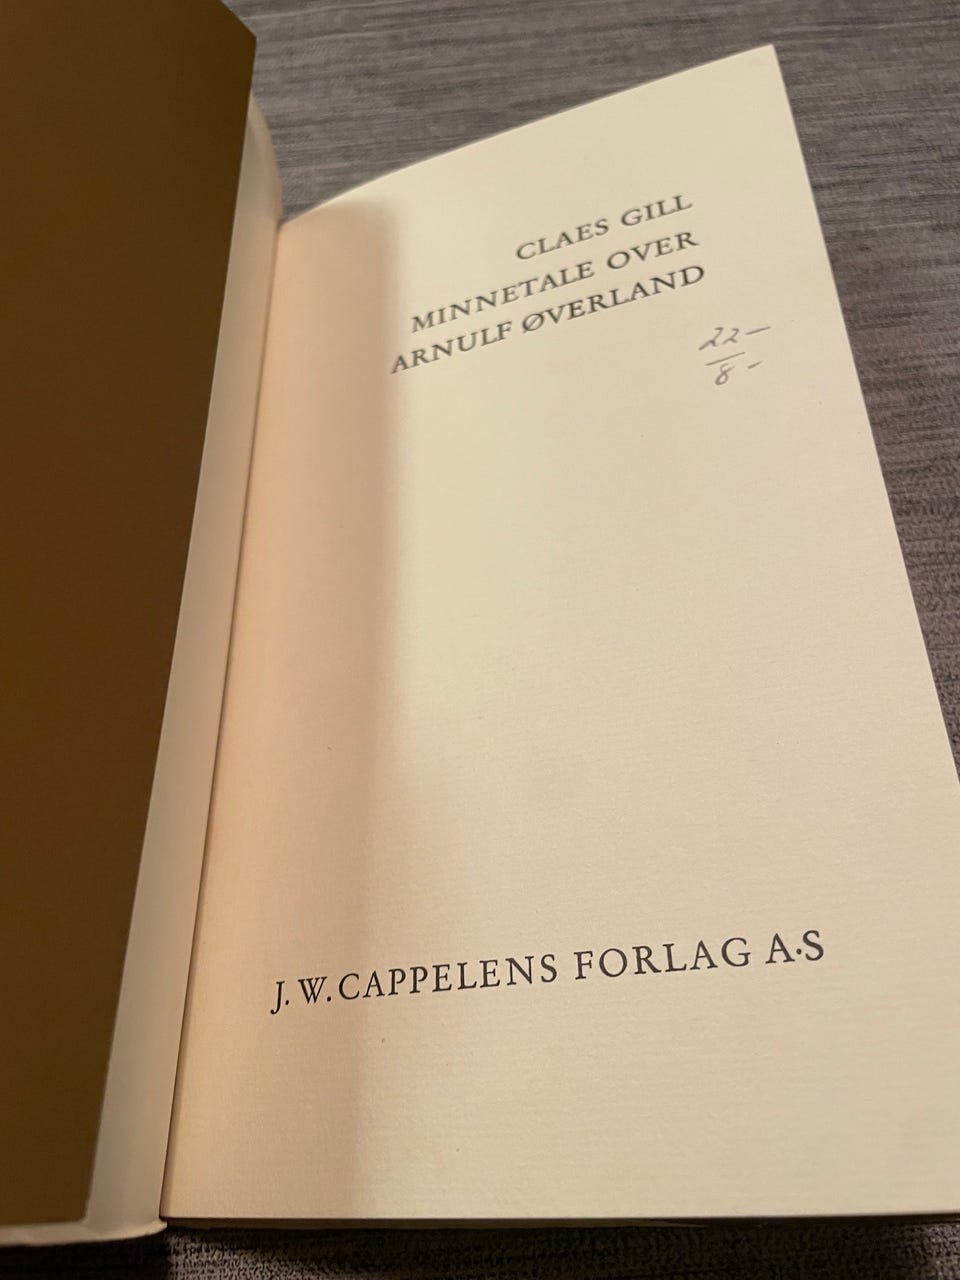 CLAES GILL
MINNETALE OVER
ARNULF ØVERLAND
22-
8-
J. W. CAPPELENS FORLAG A·S